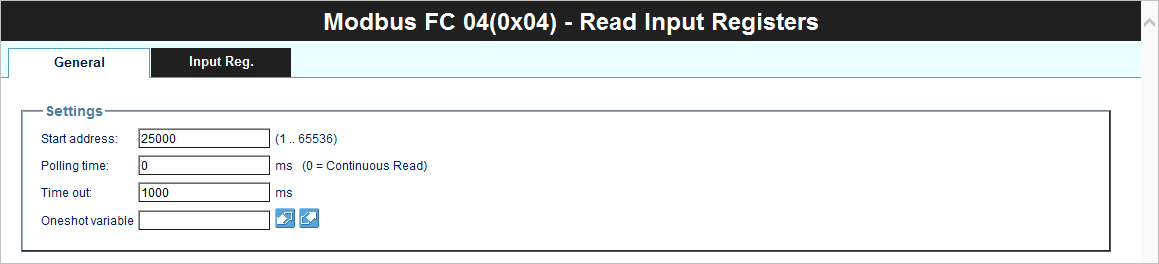 Modbus FC 04(0x04) - Read Input Registers
General Input Reg.
Settings
Start address: 25000 (1 .. 65536)
Polling time: 0 ms (0 = Continuous Read)
Time out: 1000 ms
Oneshot variable